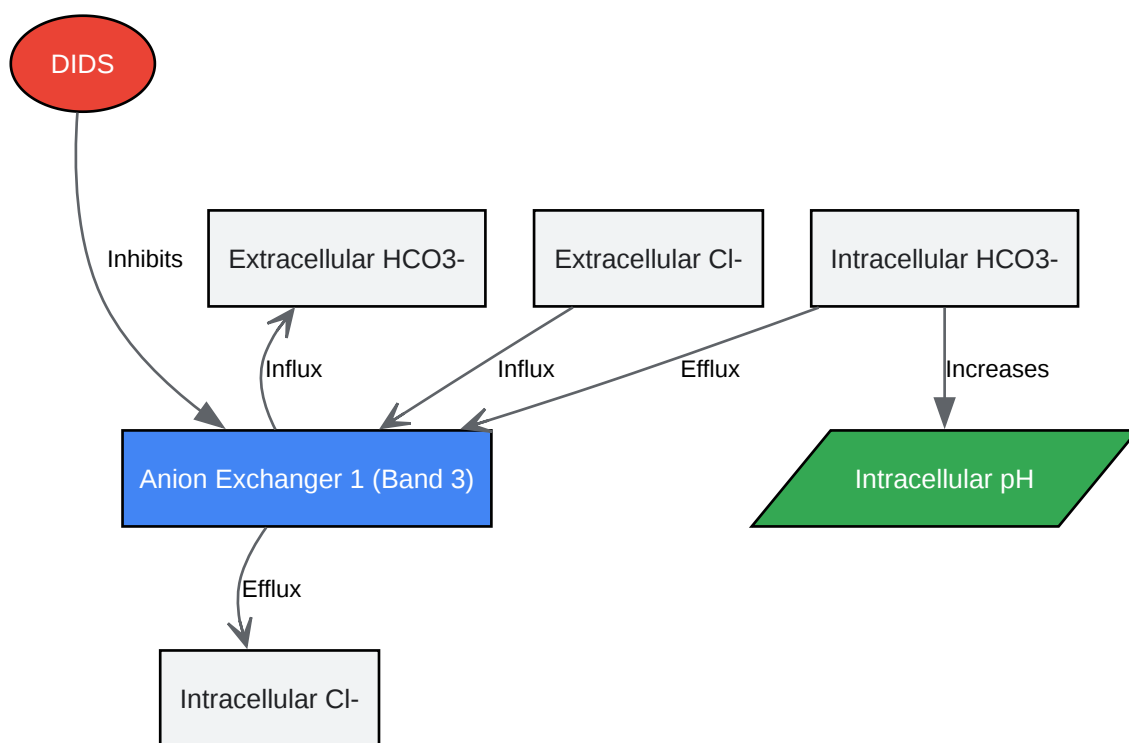 DIDS
Inhibits
Extracellular HCO3-
Extracellular Cl-
Intracellular HCO3-
Influx
Influx
Efflux
Increases
Anion Exchanger 1 (Band 3)
Intracellular pH
Efflux
Intracellular Cl-